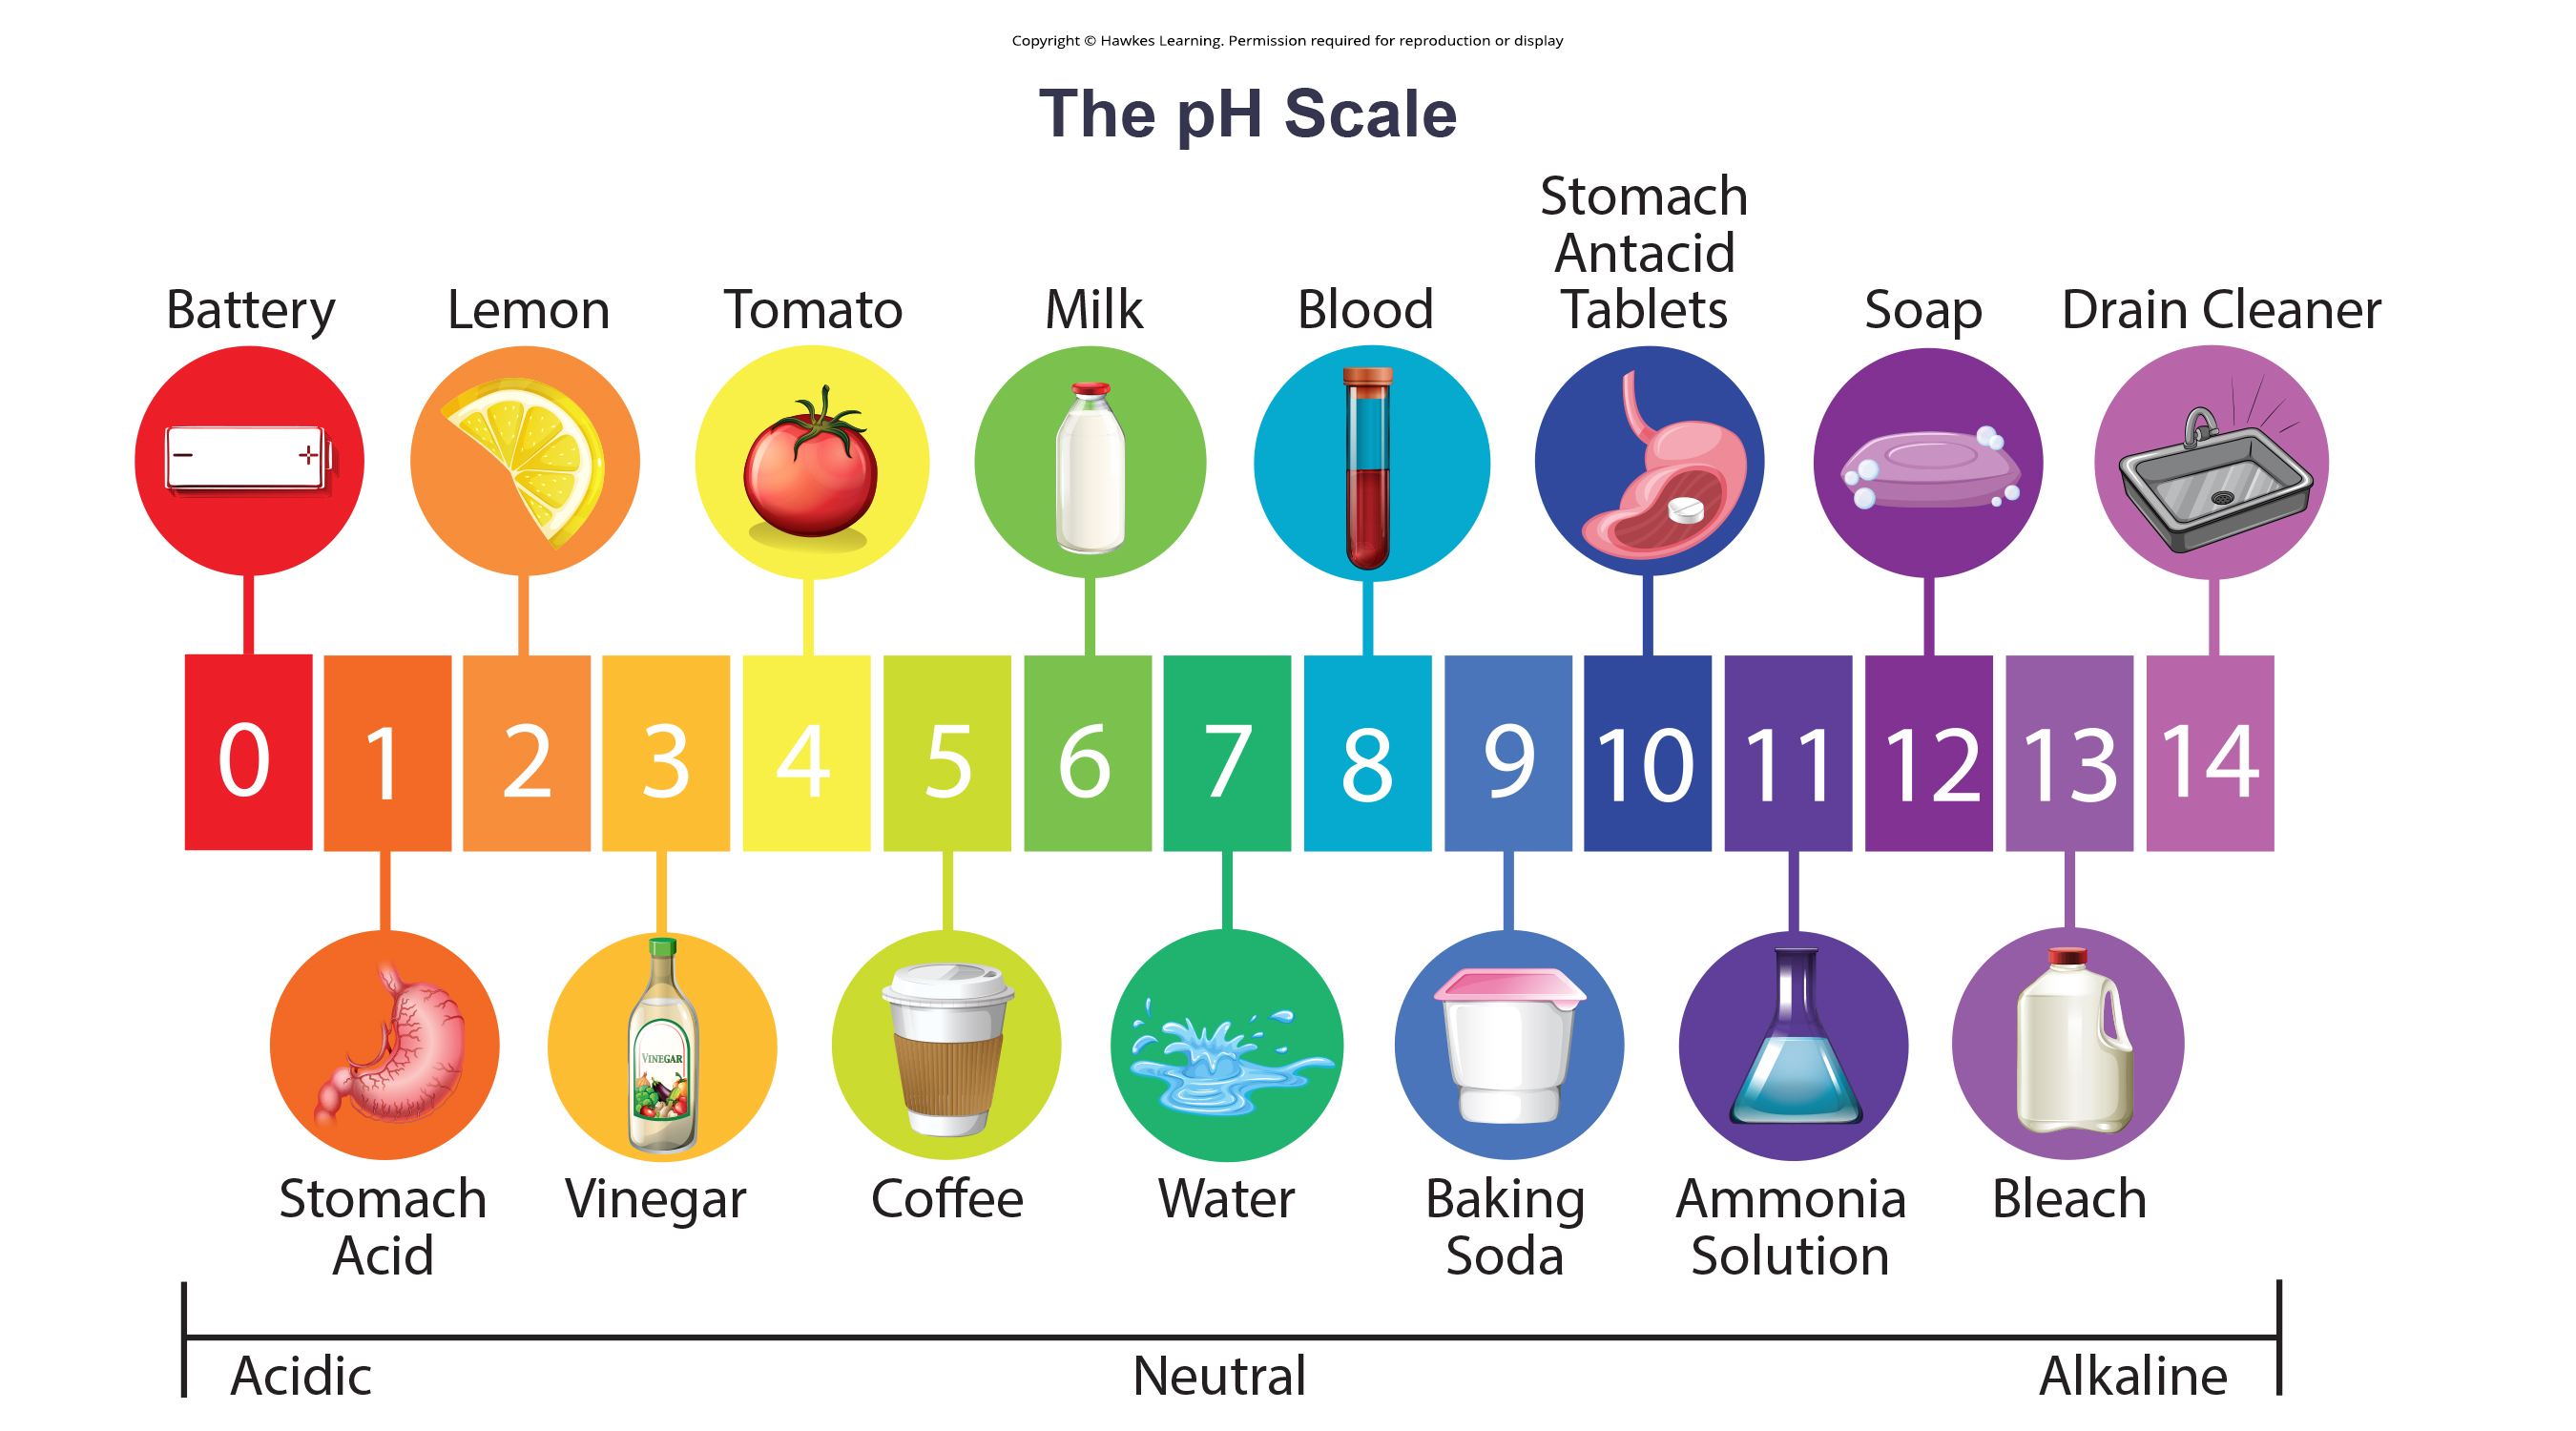 Copyright © Hawkes Learning. Permission required for reproduction or display
The pH Scale
Battery
Lemon
Tomato
Milk
Blood
Stomach
Antacid
Tablets
Soap
Drain Cleaner
− +
0 1 2 3 4 5 6 7 8 9 10 11 12 13 14
VINEGAR
Stomach
Acid
Vinegar
Coffee
Water
Baking
Soda
Ammonia
Solution
Bleach
Acidic
Neutral
Alkaline